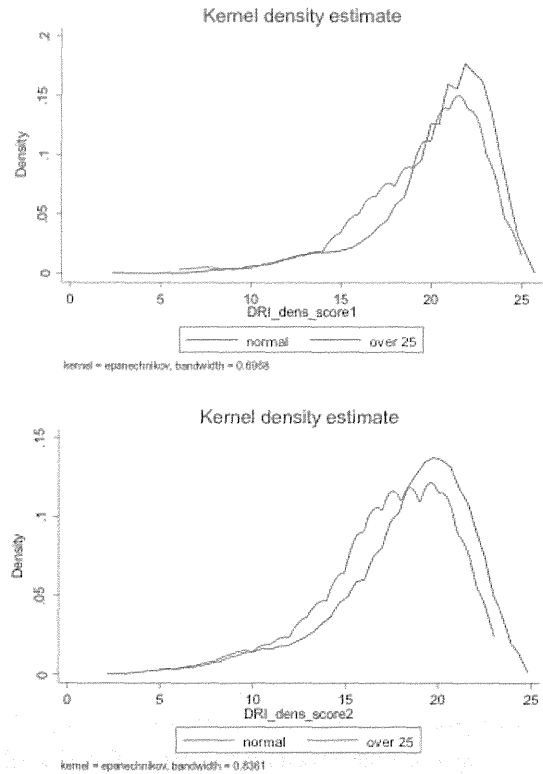 Kernel density estimate
.2
.15
.1
.05
0
Density
0 5 10 15 20 25
DRI_dens_score1
normal over 25
kernel = epanechnikov, bandwidth = 0.6958
Kernel density estimate
.15
.1
.05
0
Density
0 5 10 15 20 25
DRI_dens_score2
normal over 25
kernel = epanechnikov, bandwidth = 0.8361